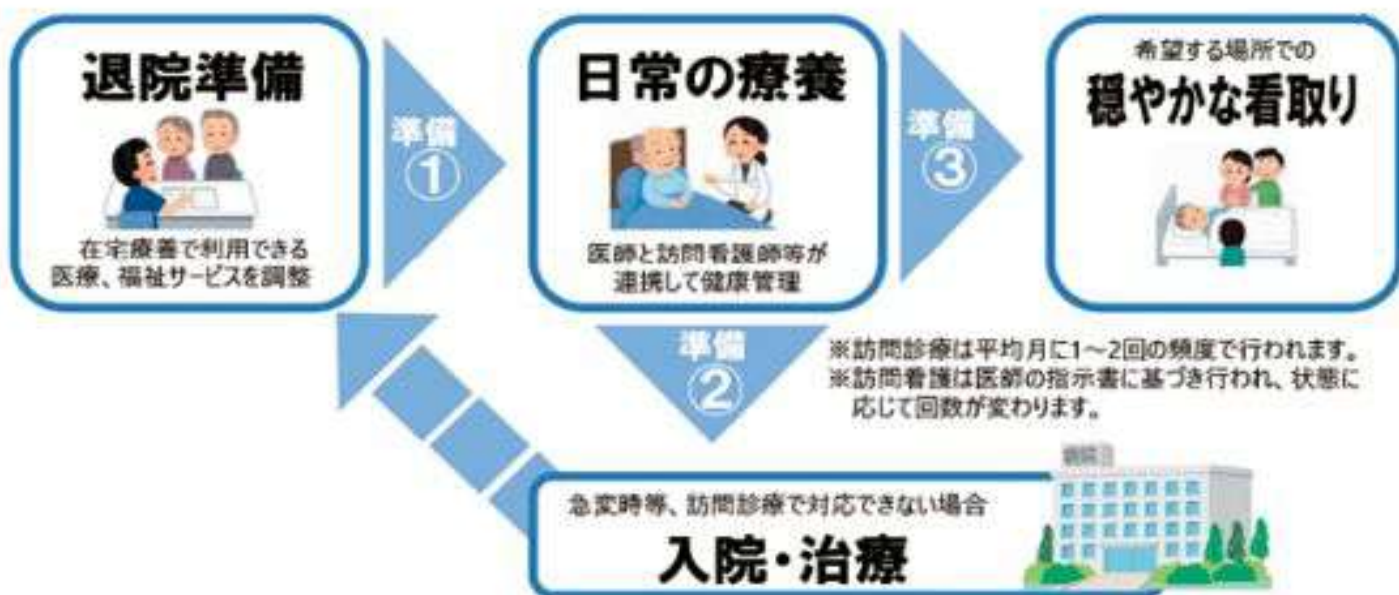 退院準備
在宅療養で利用できる
医療、福祉サービスを調整
準備
①
日常の療養
医師と訪問看護師等が
連携して健康管理
準備
③
希望する場所での
穏やかな看取り
準備
②
※訪問診療は平均月に1～2回の頻度で行われます。
※訪問看護は医師の指示書に基づき行われ、状態に
応じて回数が変わります。
急変時等、訪問診療で対応できない場合
入院・治療